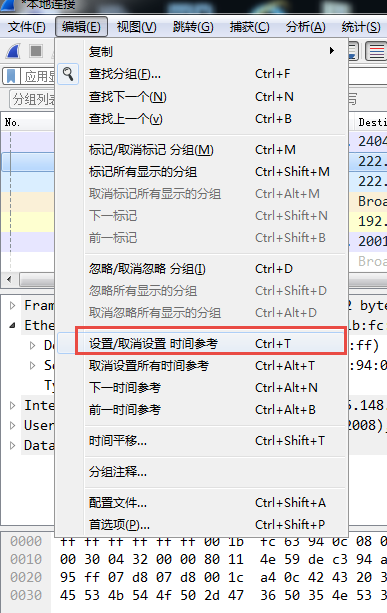 *本地连接
文件(F) 编辑(E) 视图(V) 跳转(G) 捕获(C) 分析(A) 统计(S)
应用显
分组列表
复制
查找分组(F)... Ctrl+F
查找下一个(N) Ctrl+N
查找上一个(v) Ctrl+B
标记/取消标记 分组(M) Ctrl+M
标记所有显示的分组 Ctrl+Shift+M
取消标记所有显示的分组 Ctrl+Alt+M
下一标记 Ctrl+Shift+N
前一标记 Ctrl+Shift+B
忽略/取消忽略 分组(I) Ctrl+D
忽略所有显示的分组 Ctrl+Shift+D
取消忽略所有显示的分组 Ctrl+Alt+D
设置/取消设置 时间参考 Ctrl+T
取消设置所有时间参考 Ctrl+Alt+T
下一时间参考 Ctrl+Alt+N
前一时间参考 Ctrl+Alt+B
时间平移... Ctrl+Shift+T
分组注释...
配置文件... Ctrl+Shift+A
首选项(P)... Ctrl+Shift+P
No. Desti
2404
222.
222.
Broa
192.
2001
Broa
Fram 2 byte
Ethe lb:fc
De :ff)
So :94:0
Ty
Inte 5.148.
User 2008),
Data
0000 ff ff ff ff ff ff 00 1b fc 63 94 0c 08 0
0010 00 30 04 32 00 00 80 11 4e 59 de c3 94 a
0020 95 ff 07 d8 07 d8 00 1c a4 0c 42 43 20 3
0030 45 53 4b 54 4f 50 2d 47 36 50 35 4e 53 3